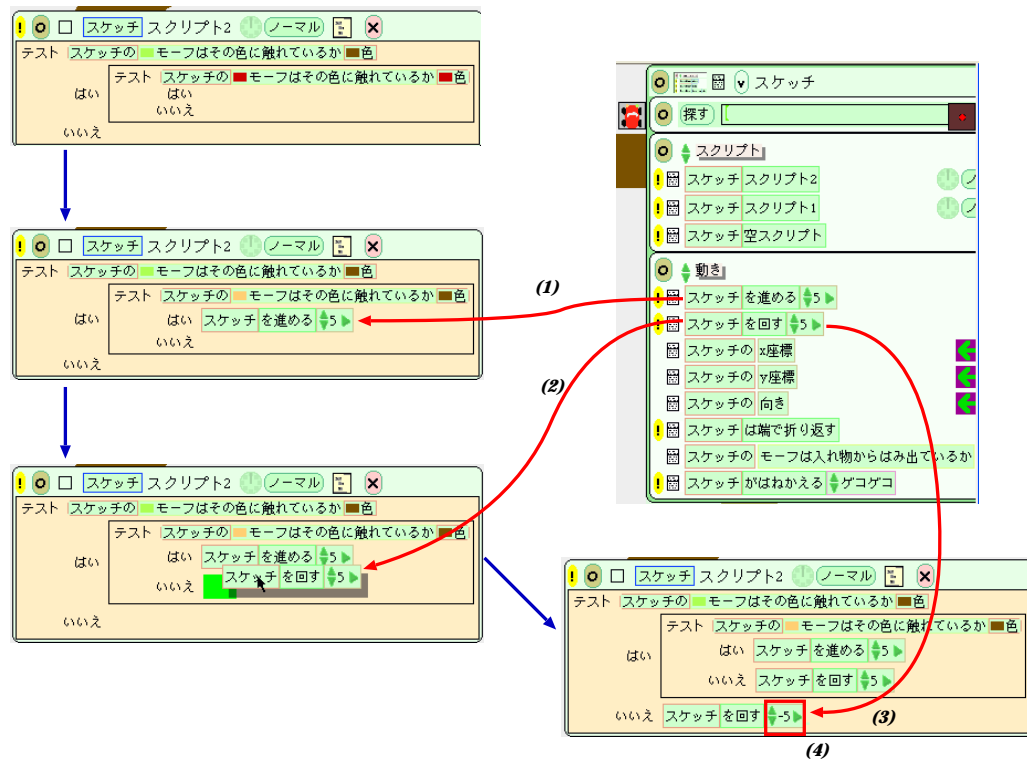 スケッチ スクリプト2 ノーマル
テスト スケッチの モーフはその色に触れているか 色
テスト スケッチの モーフはその色に触れているか 色
はい はい
いいえ
いいえ
スケッチ スクリプト2 ノーマル
テスト スケッチの モーフはその色に触れているか 色
テスト スケッチの モーフはその色に触れているか 色
はい はい スケッチ を進める 5
いいえ
いいえ
スケッチ スクリプト2 ノーマル
テスト スケッチの モーフはその色に触れているか 色
テスト スケッチの モーフはその色に触れているか 色
はい はい スケッチ を進める 5
いいえ スケッチ を回す 5
いいえ
スケッチ
探す
スクリプト
! スケッチ スクリプト2
! スケッチ スクリプト1
! スケッチ 空スクリプト
動き
! スケッチ を進める 5
! スケッチ を回す 5
スケッチの x座標
スケッチの y座標
スケッチの 向き
! スケッチ は端で折り返す
スケッチの モーフは入れ物からはみ出ているか
! スケッチ がはねかえる ゲコゲコ
(1)
(2)
スケッチ スクリプト2 ノーマル
テスト スケッチの モーフはその色に触れているか 色
テスト スケッチの モーフはその色に触れているか 色
はい はい スケッチ を進める 5
いいえ スケッチ を回す 5
いいえ スケッチ を回す -5
(3)
(4)